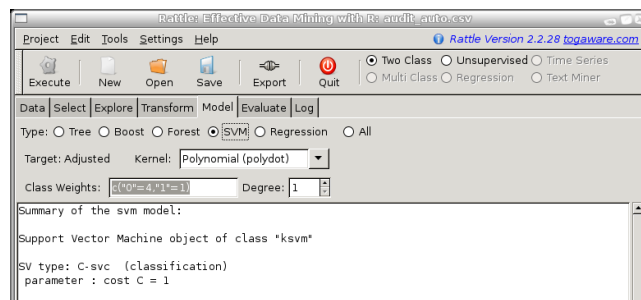 Rattle: Effective Data Mining with R: audit_auto.csv
Project Edit Tools Settings Help Rattle Version 2.2.28 togaware.com
Execute New Open Save Export Quit
Two Class Unsupervised Time Series
Multi Class Regression Text Miner
Data Select Explore Transform Model Evaluate Log
Type: Tree Boost Forest SVM Regression All
Target: Adjusted Kernel: Polynomial (polydot)
Class Weights: c("0"=4,"1"=1) Degree: 1
Summary of the svm model:
Support Vector Machine object of class "ksvm"
SV type: C-svc (classification)
parameter : cost C = 1